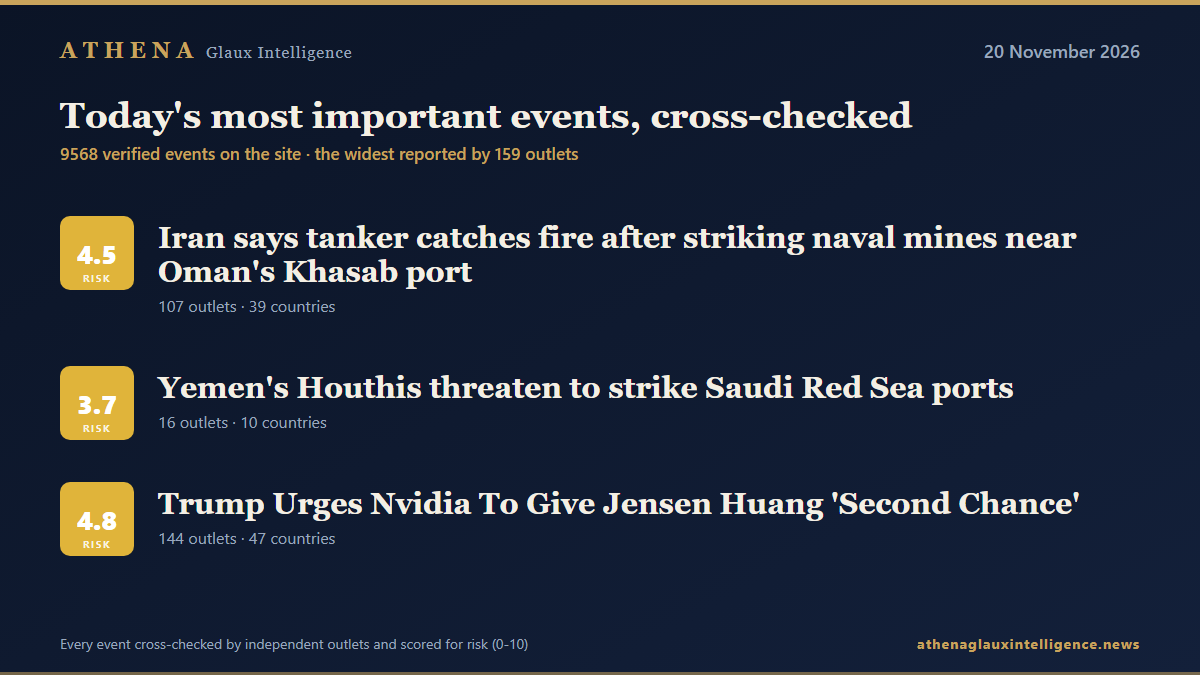 ATHENA Glaux Intelligence
20 November 2026
Today's most important events, cross-checked
9568 verified events on the site · the widest reported by 159 outlets
4.5
RISK
Iran says tanker catches fire after striking naval mines near
Oman's Khasab port
107 outlets · 39 countries
3.7
RISK
Yemen's Houthis threaten to strike Saudi Red Sea ports
16 outlets · 10 countries
4.8
RISK
Trump Urges Nvidia To Give Jensen Huang 'Second Chance'
144 outlets · 47 countries
Every event cross-checked by independent outlets and scored for risk (0-10)
athenaglauxintelligence.news